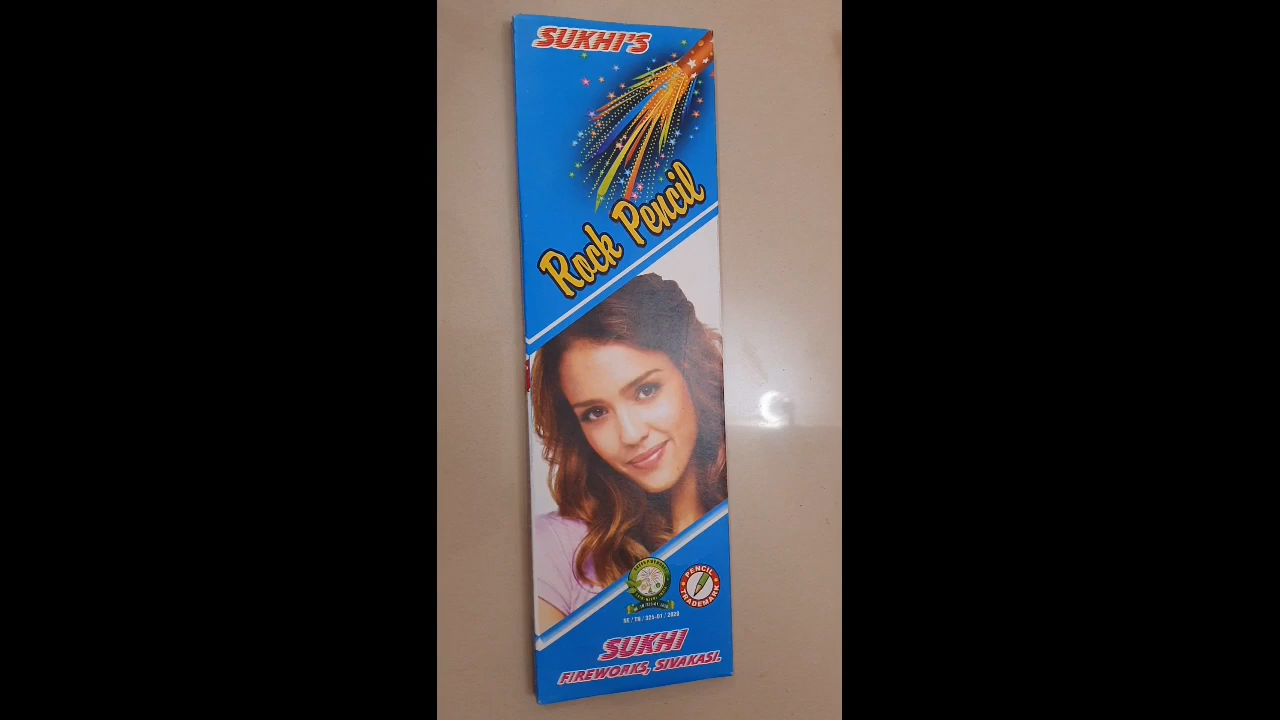 SUKHI'S
Rock Pencil
PENCIL
TRADEMARK
SUKHI
FIREWORKS, SIVAKASI.